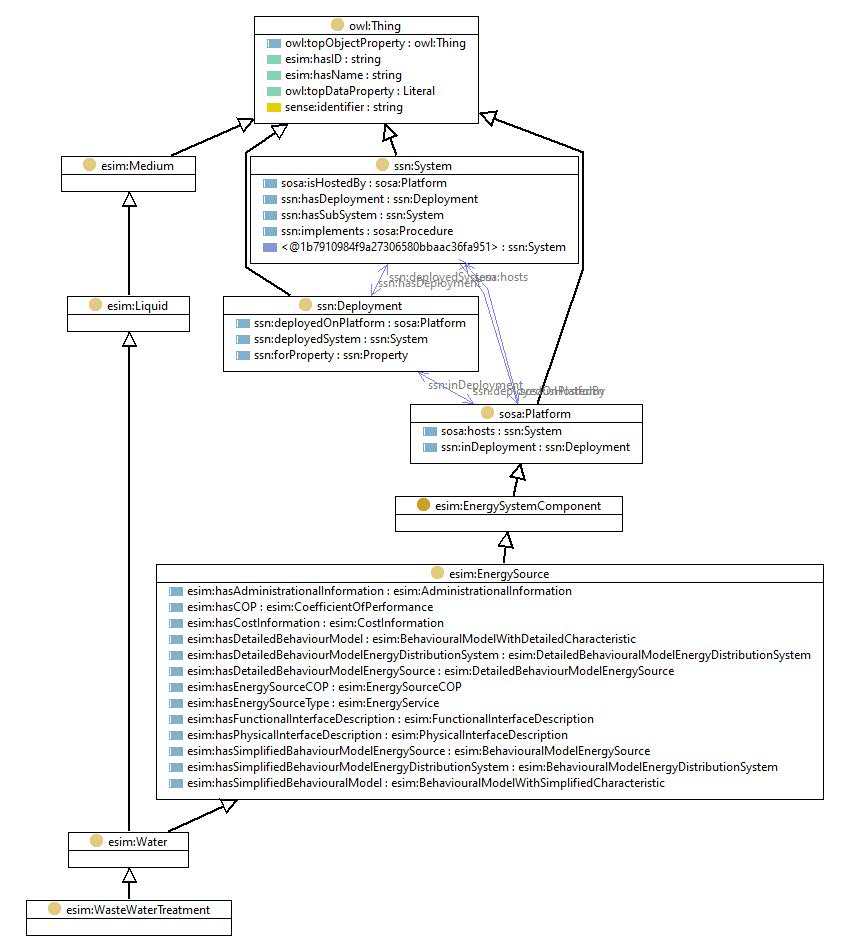 owl:Thing
owl:topObjectProperty : owl:Thing
esim:hasID : string
esim:hasName : string
owl:topDataProperty : Literal
sense:identifier : string
esim:Medium
ssn:System
sosa:isHostedBy : sosa:Platform
ssn:hasDeployment : ssn:Deployment
ssn:hasSubSystem : ssn:System
ssn:implements : sosa:Procedure
<@1b7910984f9a27306580bbaac36fa951> : ssn:System
ssn:deployedSystem
sosa:hosts
ssn:hasDeployment
esim:Liquid
ssn:Deployment
ssn:deployedOnPlatform : sosa:Platform
ssn:deployedSystem : ssn:System
ssn:forProperty : ssn:Property
ssn:inDeployment
sosa:Platform
sosa:hosts : ssn:System
ssn:inDeployment : ssn:Deployment
esim:EnergySystemComponent
esim:EnergySource
esim:hasAdministrationalInformation : esim:AdministrationalInformation
esim:hasCOP : esim:CoefficientOfPerformance
esim:hasCostInformation : esim:CostInformation
esim:hasDetailedBehaviourModel : esim:BehaviouralModelWithDetailedCharacteristic
esim:hasDetailedBehaviourModelEnergyDistributionSystem : esim:DetailedBehaviouralModelEnergyDistributionSystem
esim:hasDetailedBehaviourModelEnergySource : esim:DetailedBehaviourModelEnergySource
esim:hasEnergySourceCOP : esim:EnergySourceCOP
esim:hasEnergySourceType : esim:EnergyService
esim:hasFunctionalInterfaceDescription : esim:FunctionalInterfaceDescription
esim:hasPhysicalInterfaceDescription : esim:PhysicalInterfaceDescription
esim:hasSimplifiedBahaviourModelEnergySource : esim:BehaviouralModelEnergySource
esim:hasSimplifiedBehaviourModelEnergyDistributionSystem : esim:BehaviouralModelEnergyDistributionSystem
esim:hasSimplifiedBehaviouralModel : esim:BehaviouralModelWithSimplifiedCharacteristic
esim:Water
esim:WasteWaterTreatment